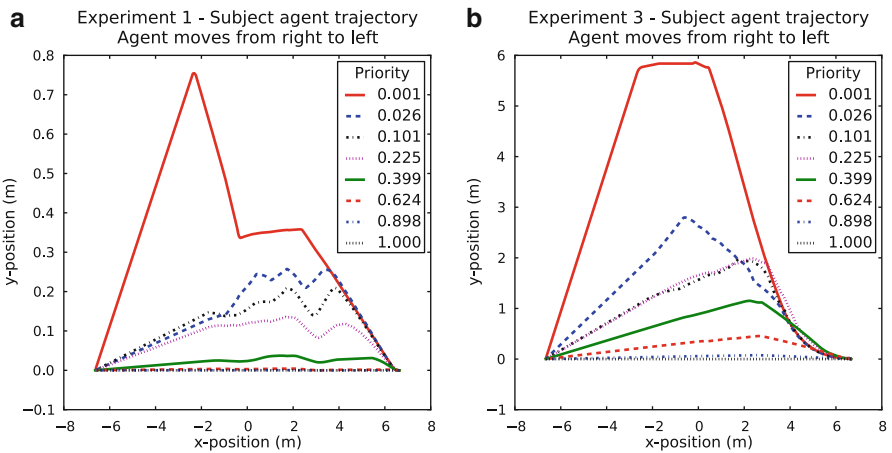 a
Experiment 1 - Subject agent trajectory
Agent moves from right to left
0.8
0.7
0.6
0.5
0.4
0.3
0.2
0.1
0.0
−0.1
y-position (m)
−8 −6 −4 −2 0 2 4 6 8
x-position (m)
Priority
0.001
0.026
0.101
0.225
0.399
0.624
0.898
1.000
b
Experiment 3 - Subject agent trajectory
Agent moves from right to left
6
5
4
3
2
1
0
−1
y-position (m)
−8 −6 −4 −2 0 2 4 6 8
x-position (m)
Priority
0.001
0.026
0.101
0.225
0.399
0.624
0.898
1.000